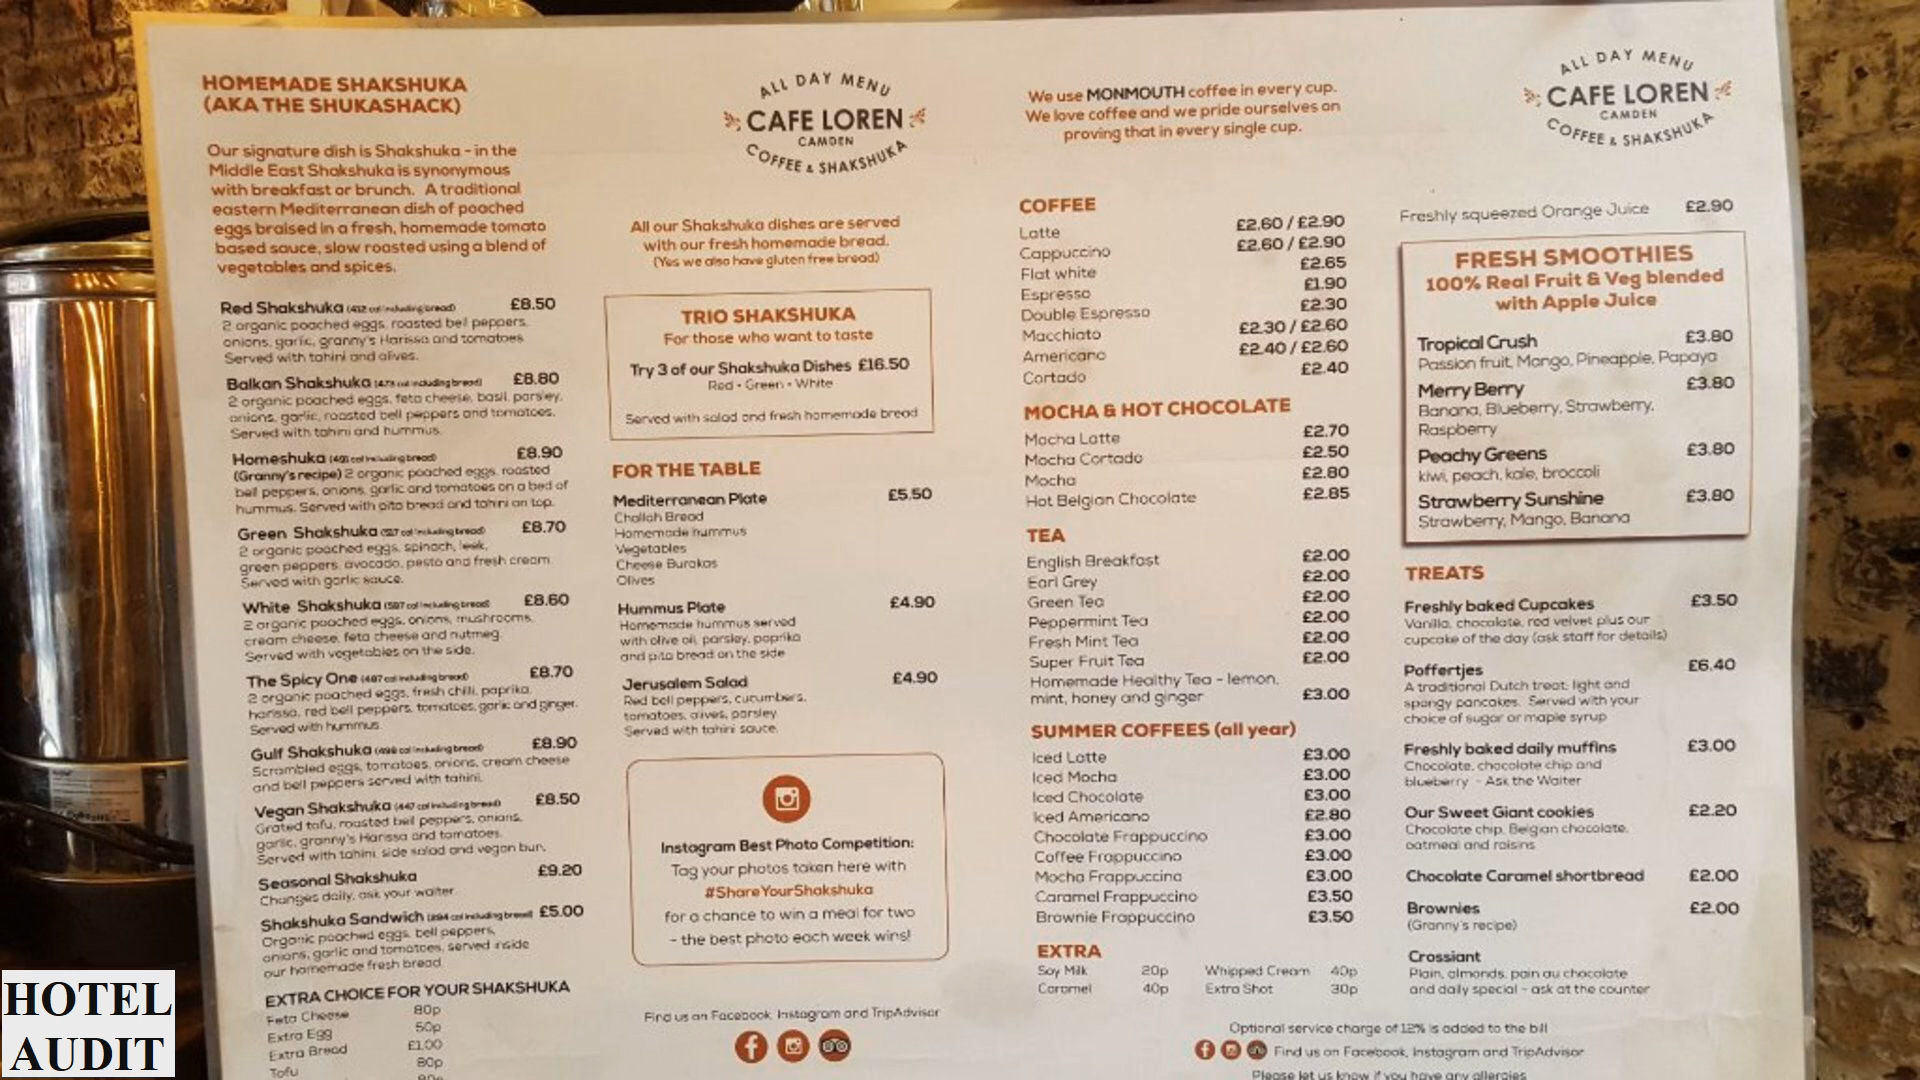 HOMEMADE SHAKSHUKA
(AKA THE SHUKASHACK)
Our signature dish is Shakshuka - in the
Middle East Shakshuka is synonymous
with breakfast or brunch. A traditional
eastern Mediterranean dish of poached
eggs braised in a fresh, homemade tomato
based sauce, slow roasted using a blend of
vegetables and spices.
Red Shakshuka (412 cal including bread) £8.50
2 organic poached eggs, roasted bell peppers,
onions, garlic, granny's Harissa and tomatoes
Served with tahini and olives.
Balkan Shakshuka (473 cal including bread) £8.80
2 organic poached eggs, feta cheese, basil, parsley,
onions, garlic, roasted bell peppers and tomatoes.
Served with tahini and hummus.
Homeshuka (491 cal including bread) £8.90
(Granny's recipe) 2 organic poached eggs, roasted
bell peppers, onions, garlic and tomatoes on a bed of
hummus. Served with pita bread and tahini on top.
Green Shakshuka (527 cal including bread) £8.70
2 organic poached eggs, spinach, leek,
green peppers, avocado, pesto and fresh cream
Served with garlic sauce.
White Shakshuka (587 cal including bread) £8.60
2 organic poached eggs, onions, mushrooms,
cream cheese, feta cheese and nutmeg.
Served with vegetables on the side.
The Spicy One (487 cal including bread) £8.70
2 organic poached eggs, fresh chilli, paprika,
harissa, red bell peppers, tomatoes, garlic and ginger.
Served with hummus
Gulf Shakshuka (498 cal including bread) £8.90
Scrambled eggs, tomatoes, onions, cream cheese
and bell peppers served with tahini.
Vegan Shakshuka (447 cal including bread) £8.50
Grated tofu, roasted bell peppers, onions,
garlic, granny's Harissa and tomatoes.
Served with tahini, side salad and vegan bun.
Seasonal Shakshuka £9.20
Changes daily, ask your waiter.
Shakshuka Sandwich (394 cal including bread) £5.00
Organic poached eggs, bell peppers,
onions, garlic and tomatoes, served inside
our homemade fresh bread
EXTRA CHOICE FOR YOUR SHAKSHUKA
Feta Cheese 80p
Extra Egg 50p
Extra Bread £1.00
Tofu 80p
ALL DAY MENU
CAFE LOREN
CAMDEN
COFFEE & SHAKSHUKA
All our Shakshuka dishes are served
with our fresh homemade bread.
(Yes we also have gluten free bread)
TRIO SHAKSHUKA
For those who want to taste
Try 3 of our Shakshuka Dishes £16.50
Red • Green • White
Served with salad and fresh homemade bread
FOR THE TABLE
Mediterranean Plate £5.50
Challah Bread
Homemade hummus
Vegetables
Cheese Burakas
Olives
Hummus Plate £4.90
Homemade hummus served
with olive oil, parsley, paprika
and pita bread on the side
Jerusalem Salad £4.90
Red bell peppers, cucumbers,
tomatoes, olives, parsley
Served with tahini sauce.
Instagram Best Photo Competition:
Tag your photos taken here with
#ShareYourShakshuka
for a chance to win a meal for two
- the best photo each week wins!
Find us on Facebook, Instagram and TripAdvisor
We use MONMOUTH coffee in every cup.
We love coffee and we pride ourselves on
proving that in every single cup.
COFFEE
Latte £2.60 / £2.90
Cappuccino £2.60 / £2.90
Flat white £2.65
Espresso £1.90
Double Espresso £2.30
Macchiato £2.30 / £2.60
Americano £2.40 / £2.60
Cortado £2.40
MOCHA & HOT CHOCOLATE
Mocha Latte £2.70
Mocha Cortado £2.50
Mocha £2.80
Hot Belgian Chocolate £2.85
TEA
English Breakfast £2.00
Earl Grey £2.00
Green Tea £2.00
Peppermint Tea £2.00
Fresh Mint Tea £2.00
Super Fruit Tea £2.00
Homemade Healthy Tea - lemon,
mint, honey and ginger £3.00
SUMMER COFFEES (all year)
Iced Latte £3.00
Iced Mocha £3.00
Iced Chocolate £3.00
Iced Americano £2.80
Chocolate Frappuccino £3.00
Coffee Frappuccino £3.00
Mocha Frappuccino £3.00
Caramel Frappuccino £3.50
Brownie Frappuccino £3.50
EXTRA
Soy Milk 20p Whipped Cream 40p
Caramel 40p Extra Shot 30p
ALL DAY MENU
CAFE LOREN
CAMDEN
COFFEE & SHAKSHUKA
Freshly squeezed Orange Juice £2.90
FRESH SMOOTHIES
100% Real Fruit & Veg blended
with Apple Juice
Tropical Crush £3.80
Passion fruit, Mango, Pineapple, Papaya
Merry Berry £3.80
Banana, Blueberry, Strawberry,
Raspberry
Peachy Greens £3.80
kiwi, peach, kale, broccoli
Strawberry Sunshine £3.80
Strawberry, Mango, Banana
TREATS
Freshly baked Cupcakes £3.50
Vanilla, chocolate, red velvet plus our
cupcake of the day (ask staff for details)
Poffertjes £6.40
A traditional Dutch treat: light and
spongy pancakes. Served with your
choice of sugar or maple syrup
Freshly baked daily muffins £3.00
Chocolate, chocolate chip and
blueberry - Ask the Waiter
Our Sweet Giant cookies £2.20
Chocolate chip, Belgian chocolate,
oatmeal and raisins
Chocolate Caramel shortbread £2.00
Brownies £2.00
(Granny's recipe)
Crossiant
Plain, almonds, pain au chocolate
and daily special - ask at the counter
Optional service charge of 12% is added to the bill
Find us on Facebook, Instagram and TripAdvisor
Please let us know if you have any allergies
HOTEL
AUDIT